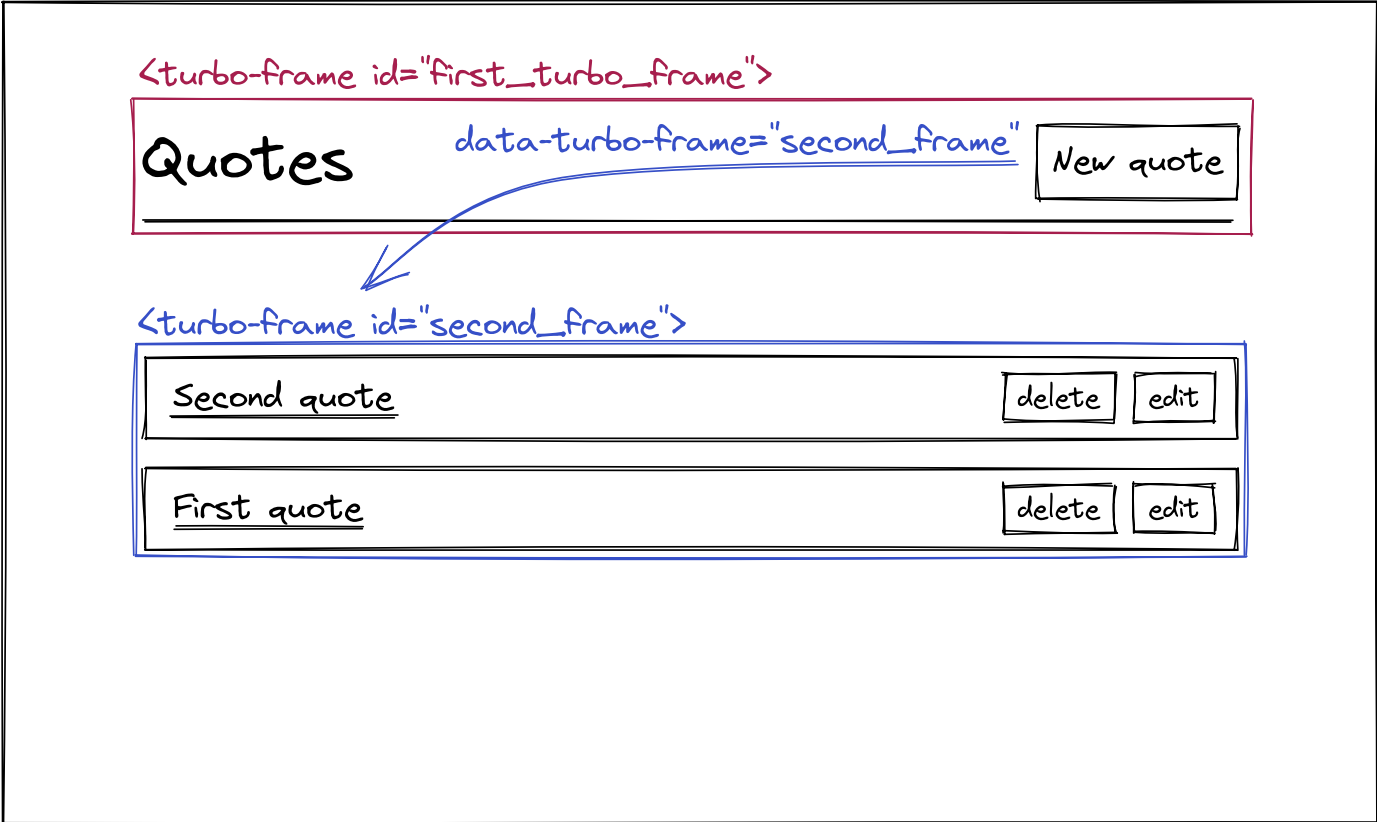 <turbo-frame id="first_turbo_frame">
Quotes
data-turbo-frame="second_frame"
New quote
<turbo-frame id="second_frame">
Second quote
delete
edit
First quote
delete
edit